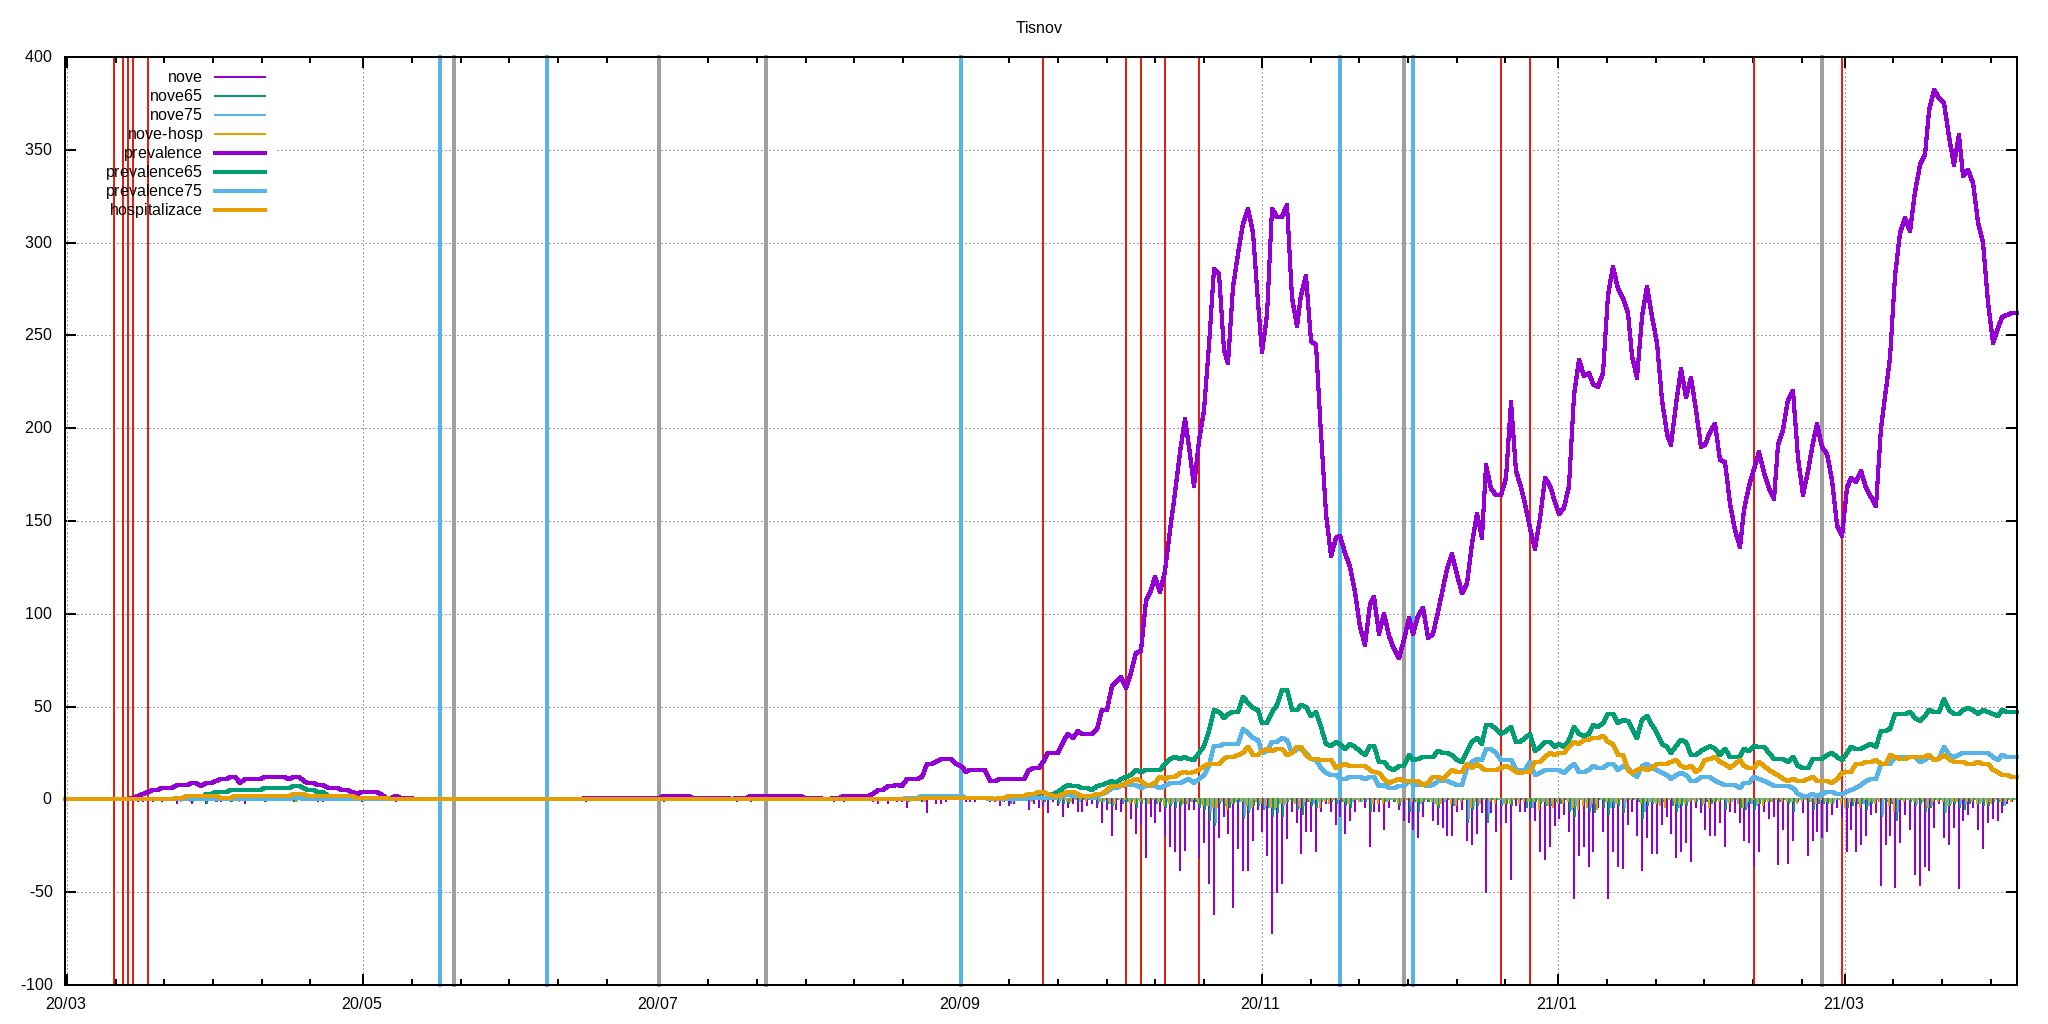 Tisnov
400
350
300
250
200
150
100
50
0
-50
-100
nove
nove65
nove75
nove-hosp
prevalence
prevalence65
prevalence75
hospitalizace
20/03 20/05 20/07 20/09 20/11 21/01 21/03